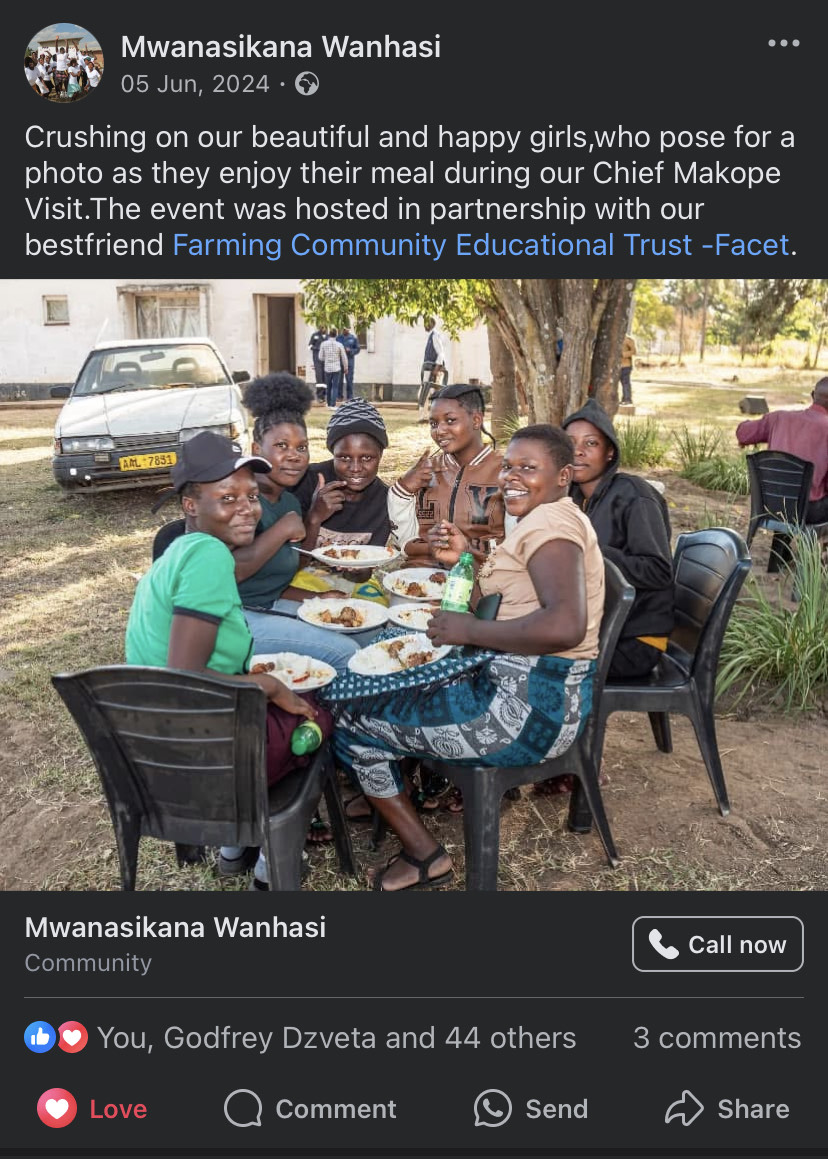 Mwanasikana Wanhasi
05 Jun, 2024 ·
Crushing on our beautiful and happy girls,who pose for a
photo as they enjoy their meal during our Chief Makope
Visit.The event was hosted in partnership with our
bestfriend Farming Community Educational Trust -Facet.
AAL-7851
L V
Mwanasikana Wanhasi
Community
Call now
You, Godfrey Dzveta and 44 others
3 comments
Love
Comment
Send
Share